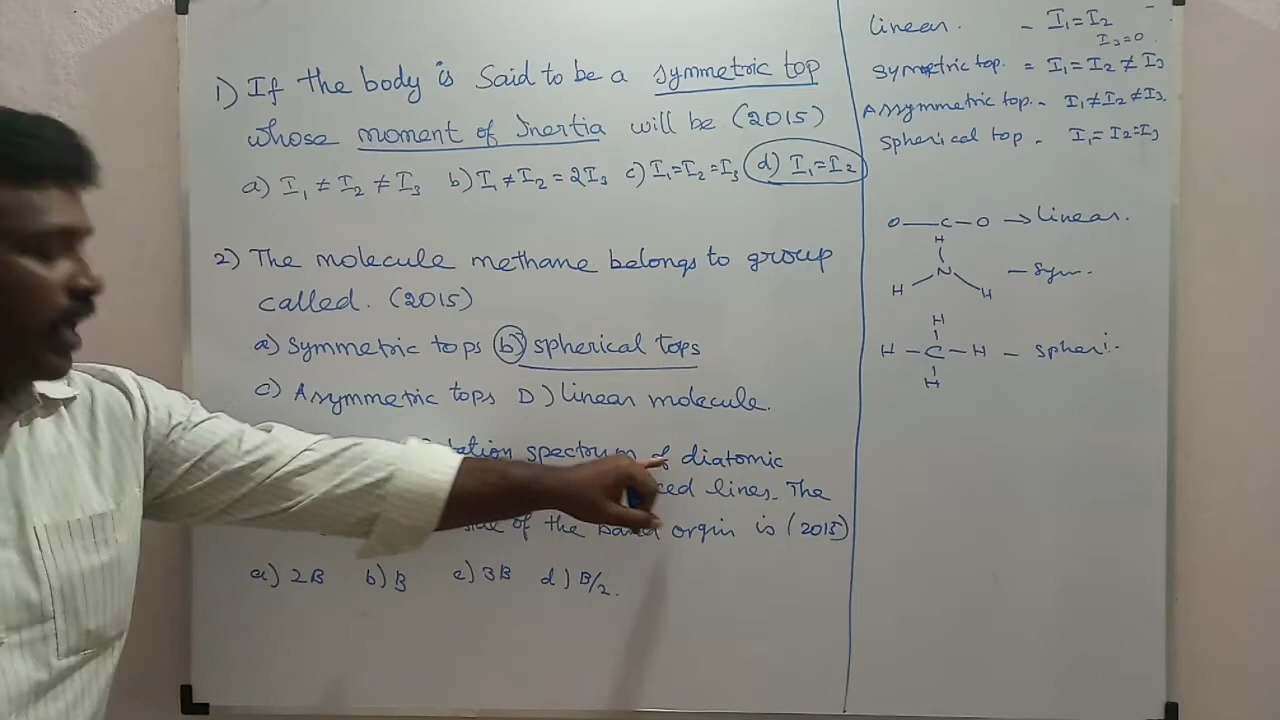 1) If the body is Said to be a symmetric top
whose moment of Inertia will be (2015)
a) I₁ ≠ I₂ ≠ I₃ b) I₁ ≠ I₂ = 2I₃ c) I₁=I₂=I₃ d) I₁=I₂
2) The molecule methane belongs to group
called. (2015)
a) Symmetric tops b) spherical tops
c) Asymmetric tops D) linear molecule.
spectrum of diatomic
lines. The
of the band orgin is (2015)
a) 2B b) B c) 3B d) B/2.
linear. - I₁=I₂
I₃=0
Symmetric top. = I₁=I₂≠I₃
Assymmetric top. - I₁≠I₂≠I₃.
Spherical top - I₁=I₂=I₃
O—C–O → linear.
H
N
H H
– Sym-
H
H – C – H – Spheri-
H